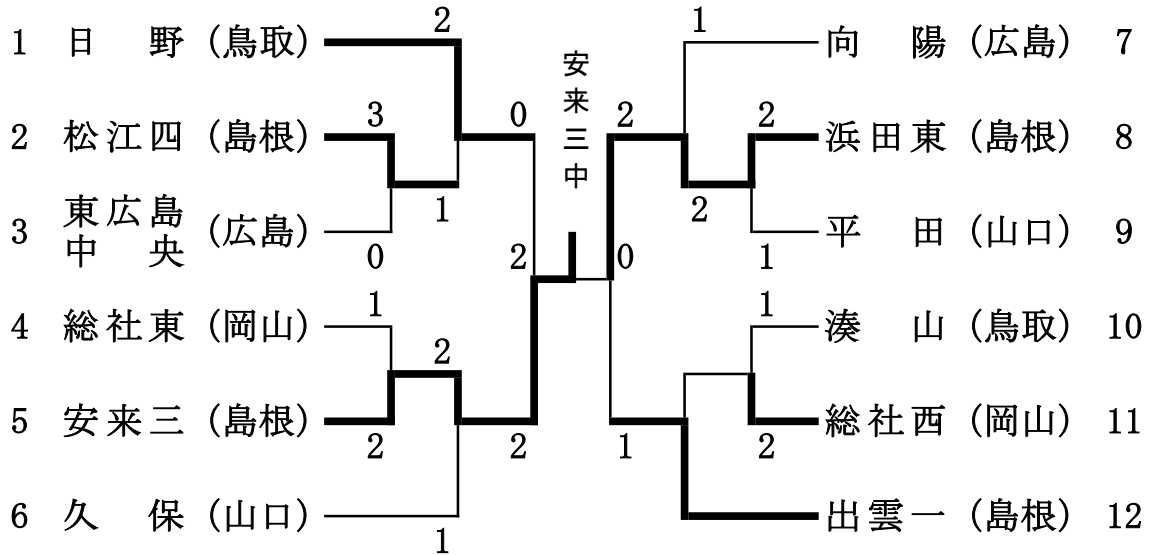 1 日野 (鳥取)
2 松江四 (島根)
3 東広島中央 (広島)
4 総社東 (岡山)
5 安来三 (島根)
6 久保 (山口)
2
3
0
1
0
2
1
2
2
2
1
安来三中
1
2
2
2
1
0
1
1
2
向陽 (広島) 7
浜田東 (島根) 8
平田 (山口) 9
湊山 (鳥取) 10
総社西 (岡山) 11
出雲一 (島根) 12